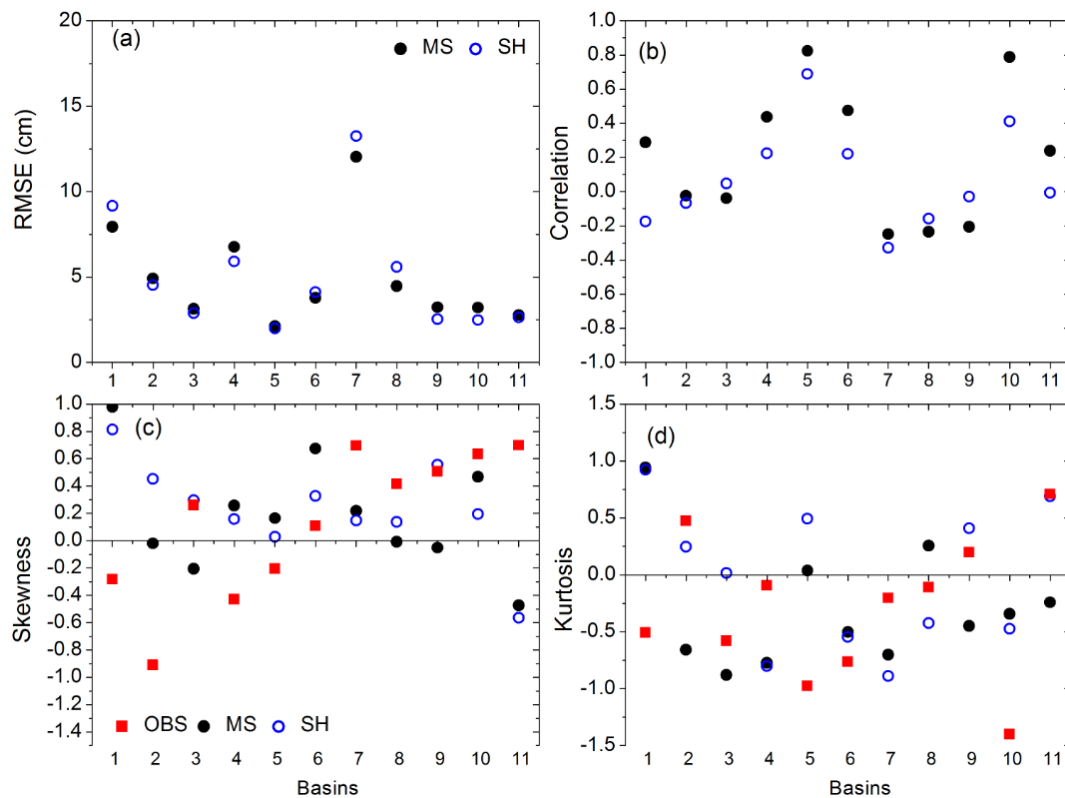 (a)
MS SH
RMSE (cm)
20
15
10
5
0
1 2 3 4 5 6 7 8 9 10 11
(b)
Correlation
1.0
0.8
0.6
0.4
0.2
0.0
-0.2
-0.4
-0.6
-0.8
-1.0
1 2 3 4 5 6 7 8 9 10 11
(c)
Skewness
1.0
0.8
0.6
0.4
0.2
0.0
-0.2
-0.4
-0.6
-0.8
-1.0
-1.2
-1.4
OBS MS SH
1 2 3 4 5 6 7 8 9 10 11
Basins
(d)
Kurtosis
1.5
1.0
0.5
0.0
-0.5
-1.0
-1.5
1 2 3 4 5 6 7 8 9 10 11
Basins